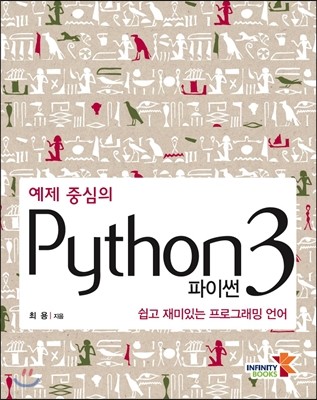 예제 중심의
Python 3
파이썬
최 용 | 지음
쉽고 재미있는 프로그래밍 언어
INFINITY
BOOKS